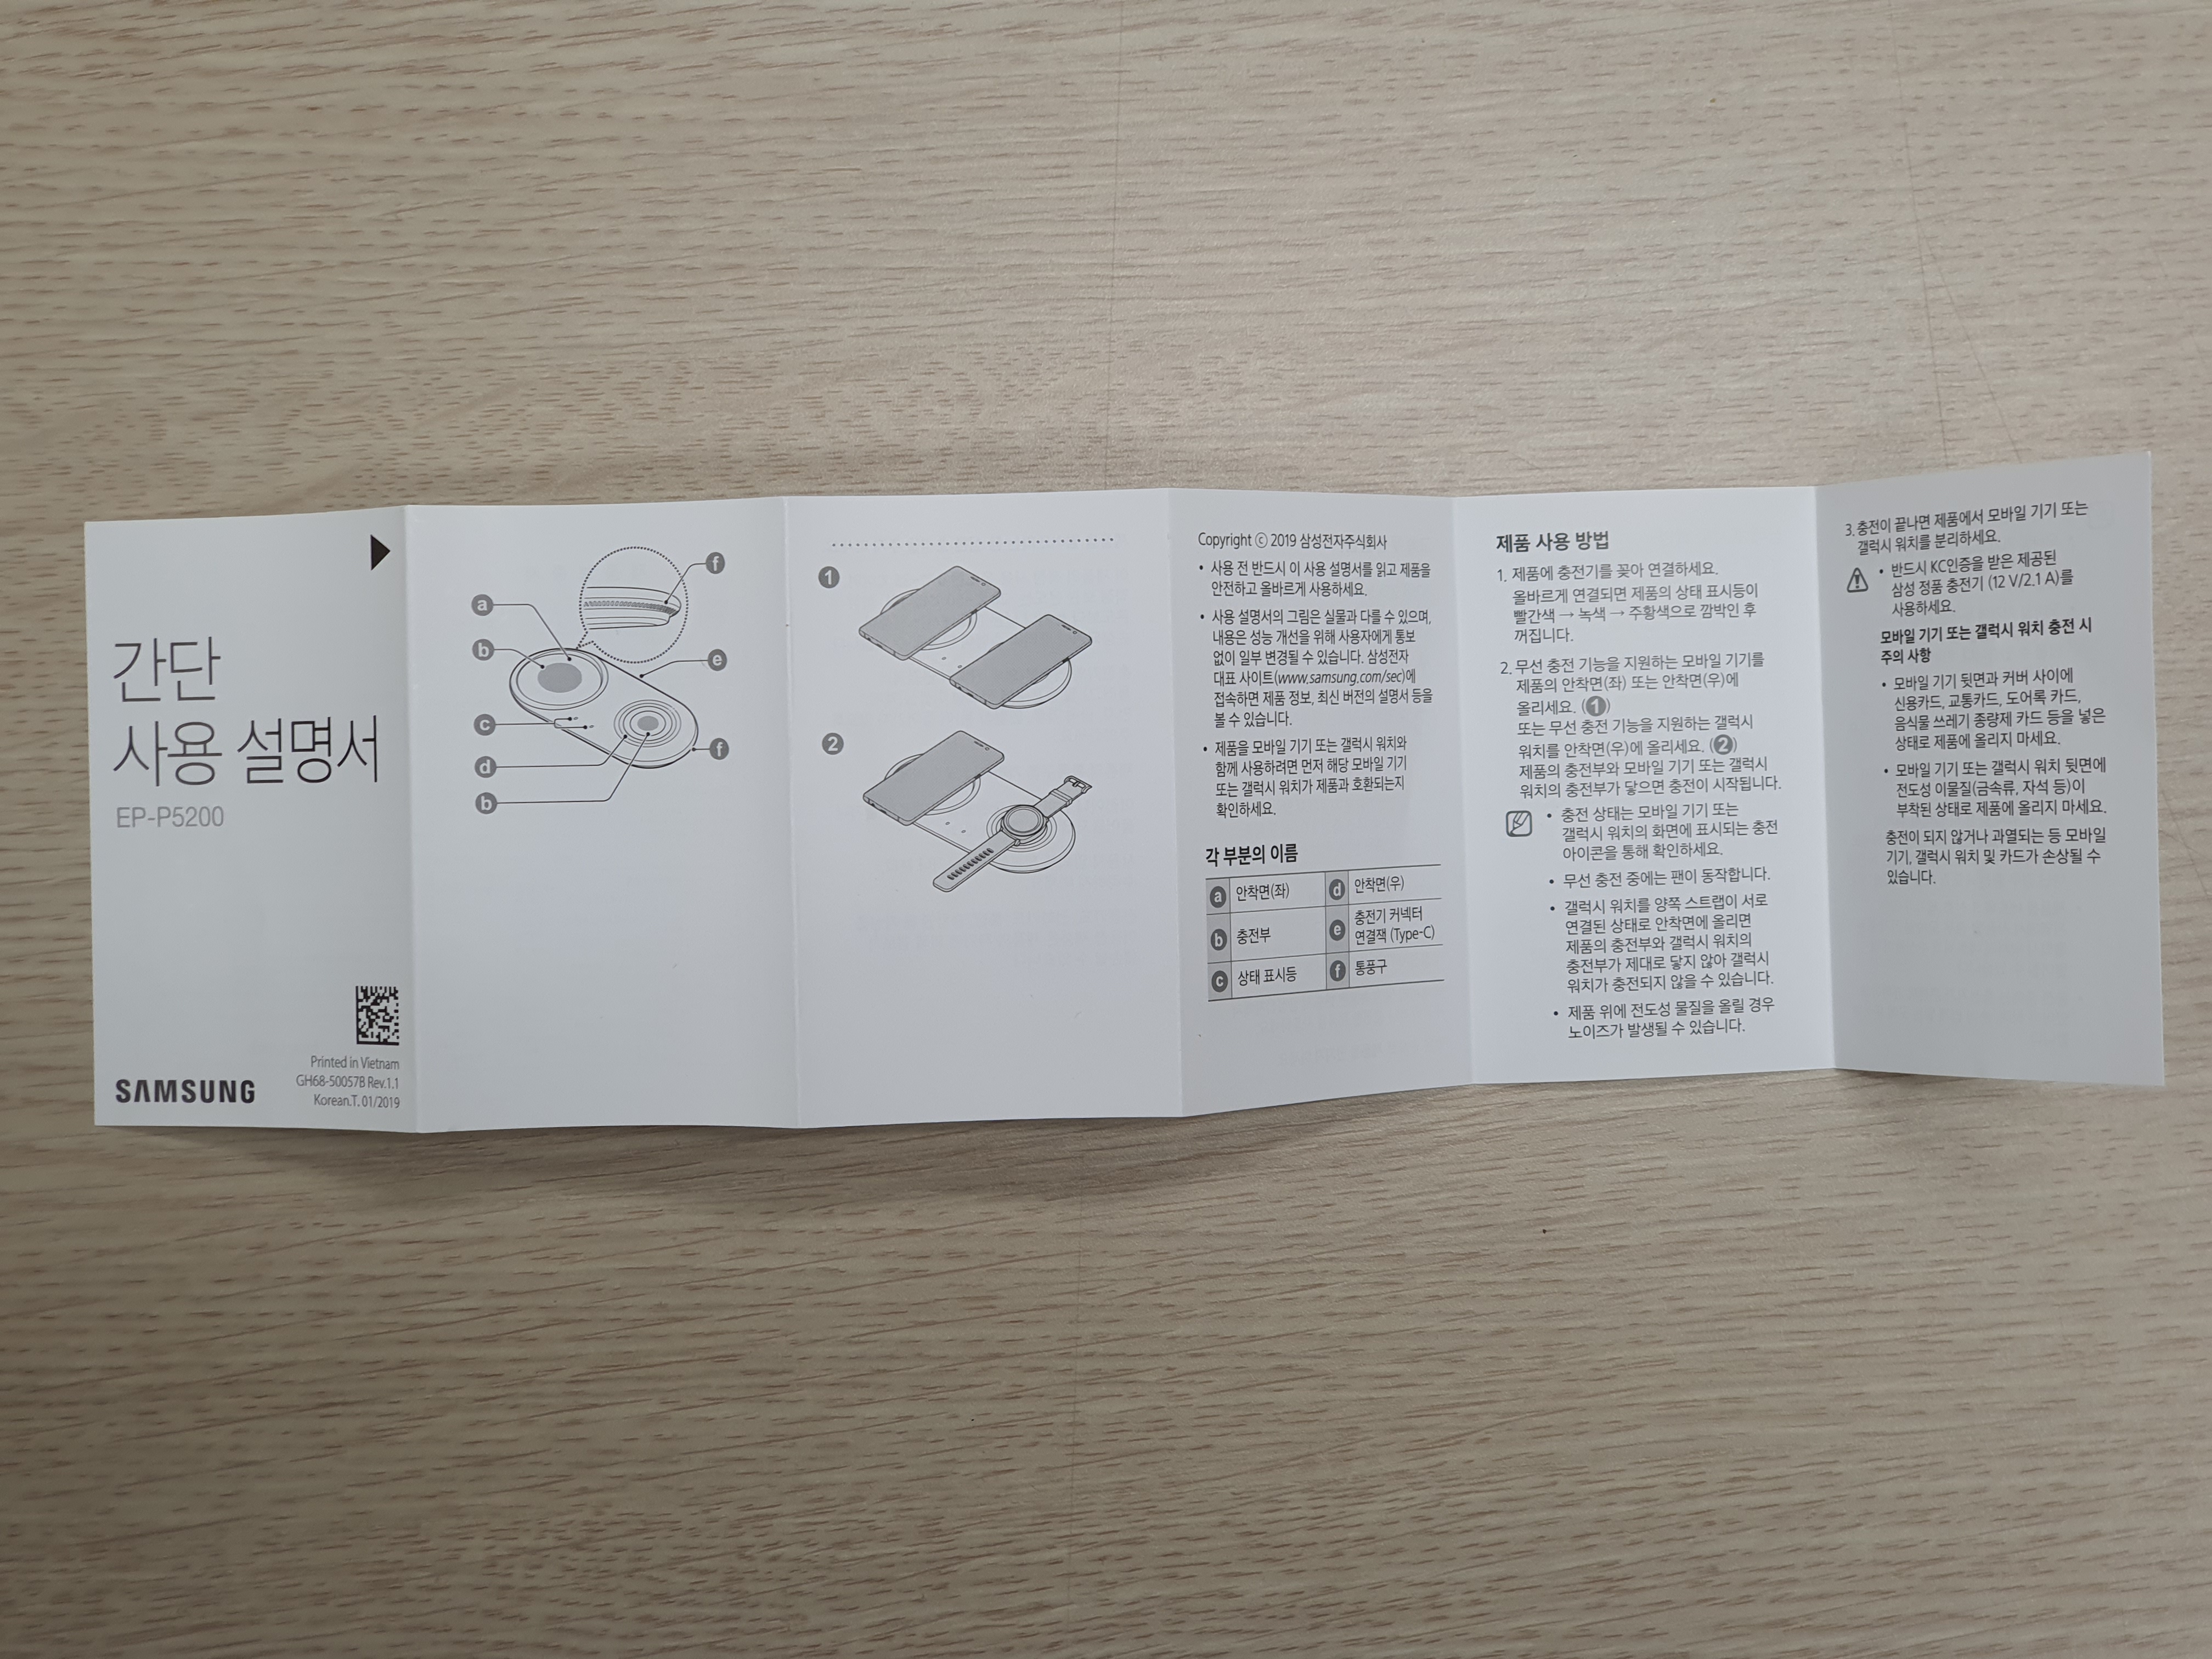 간단
사용 설명서
EP-P5200
SAMSUNG
Printed in Vietnam
GH68-50057B Rev.1.1
Korean.T. 01/2019
f
a
b
e
c
f
d
b
1
2
Copyright ⓒ 2019 삼성전자주식회사
• 사용 전 반드시 이 사용 설명서를 읽고 제품을
안전하고 올바르게 사용하세요.
• 사용 설명서의 그림은 실물과 다를 수 있으며,
내용은 성능 개선을 위해 사용자에게 통보
없이 일부 변경될 수 있습니다. 삼성전자
대표 사이트(www.samsung.com/sec)에
접속하면 제품 정보, 최신 버전의 설명서 등을
볼 수 있습니다.
• 제품을 모바일 기기 또는 갤럭시 워치와
함께 사용하려면 먼저 해당 모바일 기기
또는 갤럭시 워치가 제품과 호환되는지
확인하세요.
각 부분의 이름
a 안착면(좌) d 안착면(우)
b 충전부 e 충전기 커넥터
연결잭 (Type-C)
c 상태 표시등 f 통풍구
제품 사용 방법
1. 제품에 충전기를 꽂아 연결하세요.
올바르게 연결되면 제품의 상태 표시등이
빨간색 → 녹색 → 주황색으로 깜박인 후
꺼집니다.
2. 무선 충전 기능을 지원하는 모바일 기기를
제품의 안착면(좌) 또는 안착면(우)에
올리세요. (1)
또는 무선 충전 기능을 지원하는 갤럭시
워치를 안착면(우)에 올리세요. (2)
제품의 충전부와 모바일 기기 또는 갤럭시
워치의 충전부가 닿으면 충전이 시작됩니다.
• 충전 상태는 모바일 기기 또는
갤럭시 워치의 화면에 표시되는 충전
아이콘을 통해 확인하세요.
• 무선 충전 중에는 팬이 동작합니다.
• 갤럭시 워치를 양쪽 스트랩이 서로
연결된 상태로 안착면에 올리면
제품의 충전부와 갤럭시 워치의
충전부가 제대로 닿지 않아 갤럭시
워치가 충전되지 않을 수 있습니다.
• 제품 위에 전도성 물질을 올릴 경우
노이즈가 발생될 수 있습니다.
3. 충전이 끝나면 제품에서 모바일 기기 또는
갤럭시 워치를 분리하세요.
• 반드시 KC인증을 받은 제공된
삼성 정품 충전기 (12 V/2.1 A)를
사용하세요.
모바일 기기 또는 갤럭시 워치 충전 시
주의 사항
• 모바일 기기 뒷면과 커버 사이에
신용카드, 교통카드, 도어록 카드,
음식물 쓰레기 종량제 카드 등을 넣은
상태로 제품에 올리지 마세요.
• 모바일 기기 또는 갤럭시 워치 뒷면에
전도성 이물질(금속류, 자석 등)이
부착된 상태로 제품에 올리지 마세요.
충전이 되지 않거나 과열되는 등 모바일
기기, 갤럭시 워치 및 카드가 손상될 수
있습니다.